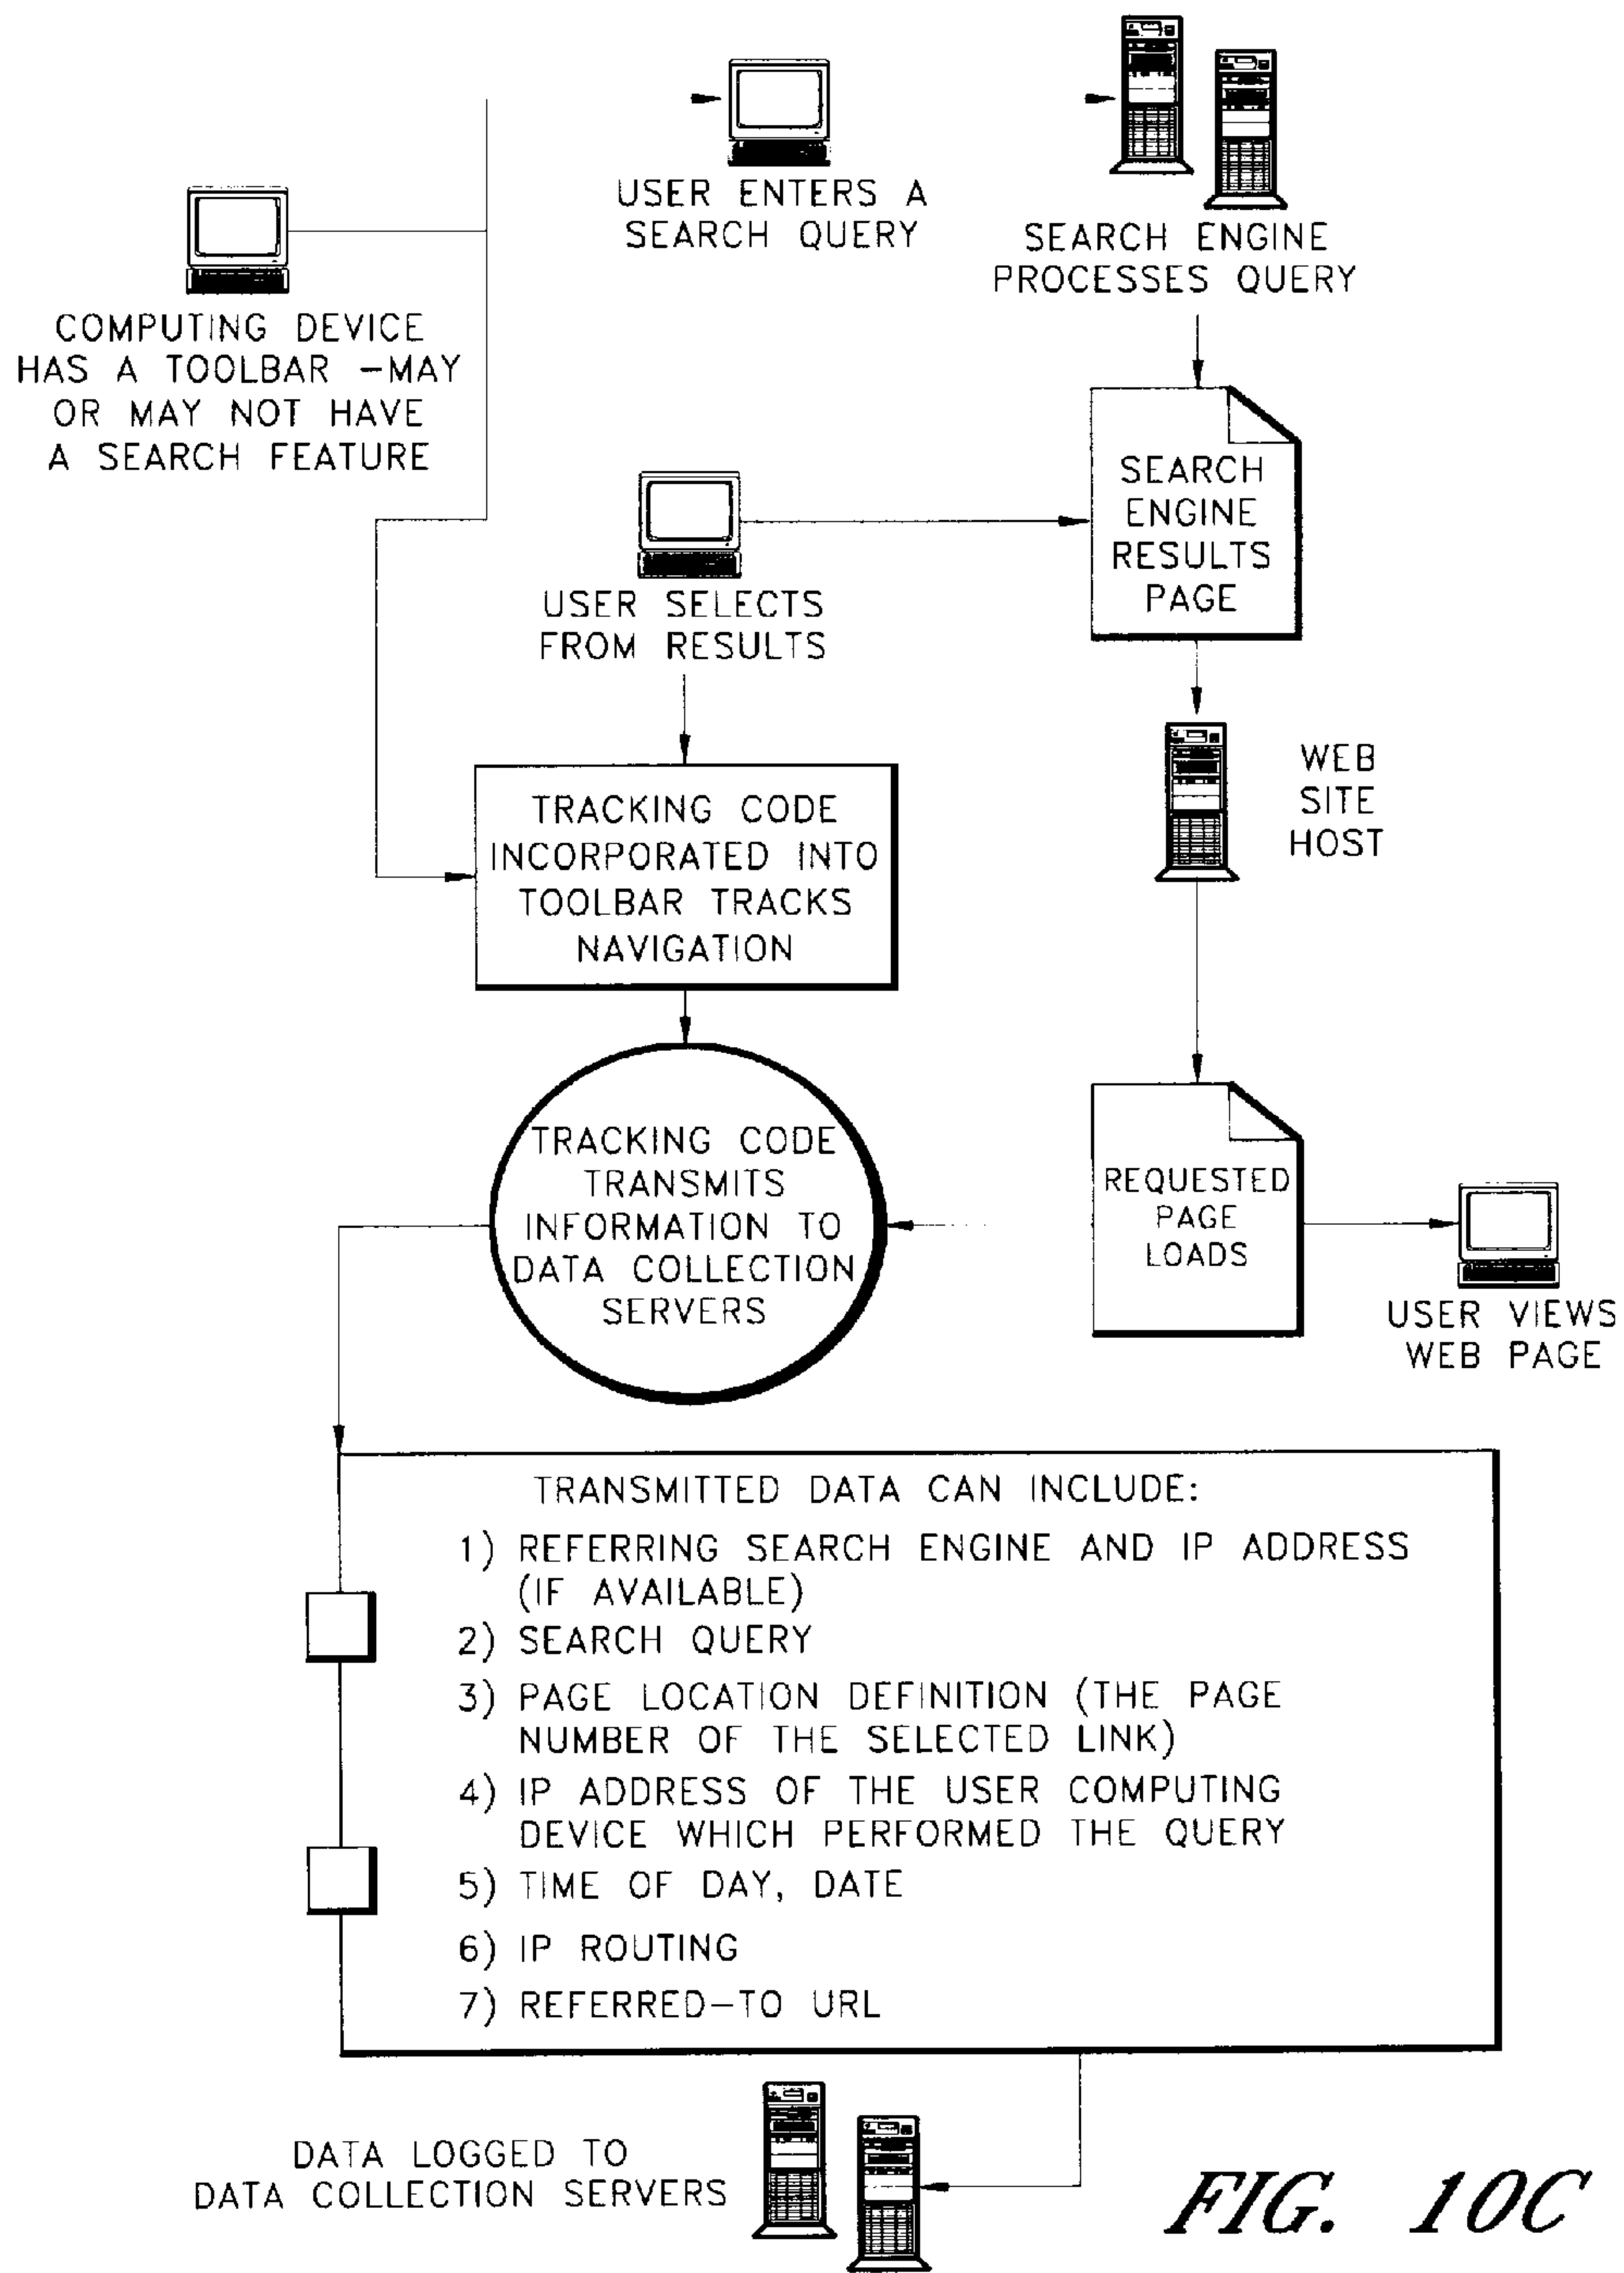 USER ENTERS A
SEARCH QUERY
SEARCH ENGINE
PROCESSES QUERY
COMPUTING DEVICE
HAS A TOOLBAR –MAY
OR MAY NOT HAVE
A SEARCH FEATURE
SEARCH
ENGINE
RESULTS
PAGE
USER SELECTS
FROM RESULTS
WEB
SITE
HOST
TRACKING CODE
INCORPORATED INTO
TOOLBAR TRACKS
NAVIGATION
TRACKING CODE
TRANSMITS
INFORMATION TO
DATA COLLECTION
SERVERS
REQUESTED
PAGE
LOADS
USER VIEWS
WEB PAGE
TRANSMITTED DATA CAN INCLUDE:
1) REFERRING SEARCH ENGINE AND IP ADDRESS
(IF AVAILABLE)
2) SEARCH QUERY
3) PAGE LOCATION DEFINITION (THE PAGE
NUMBER OF THE SELECTED LINK)
4) IP ADDRESS OF THE USER COMPUTING
DEVICE WHICH PERFORMED THE QUERY
5) TIME OF DAY, DATE
6) IP ROUTING
7) REFERRED–TO URL
DATA LOGGED TO
DATA COLLECTION SERVERS
FIG. 10C